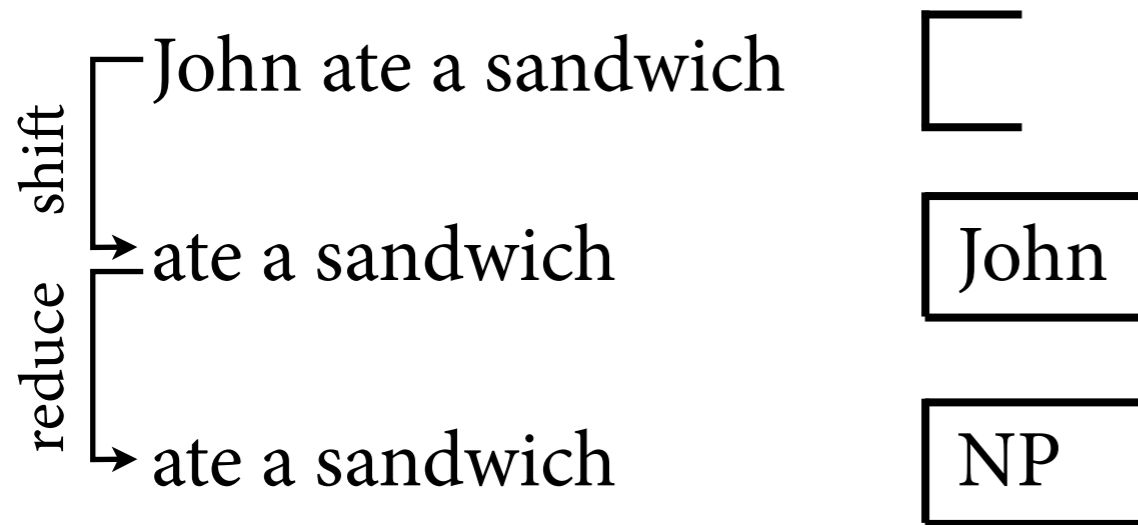 John ate a sandwich
shift
ate a sandwich
John
reduce
ate a sandwich
NP